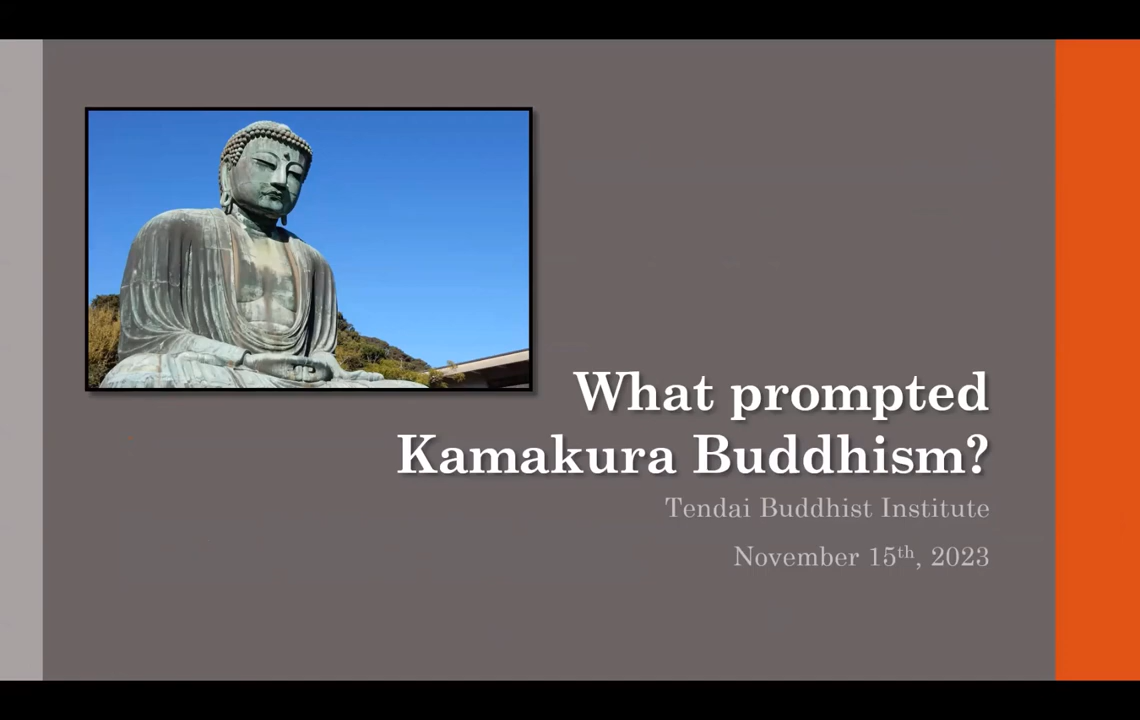 What prompted
Kamakura Buddhism?
Tendai Buddhist Institute
November 15th, 2023